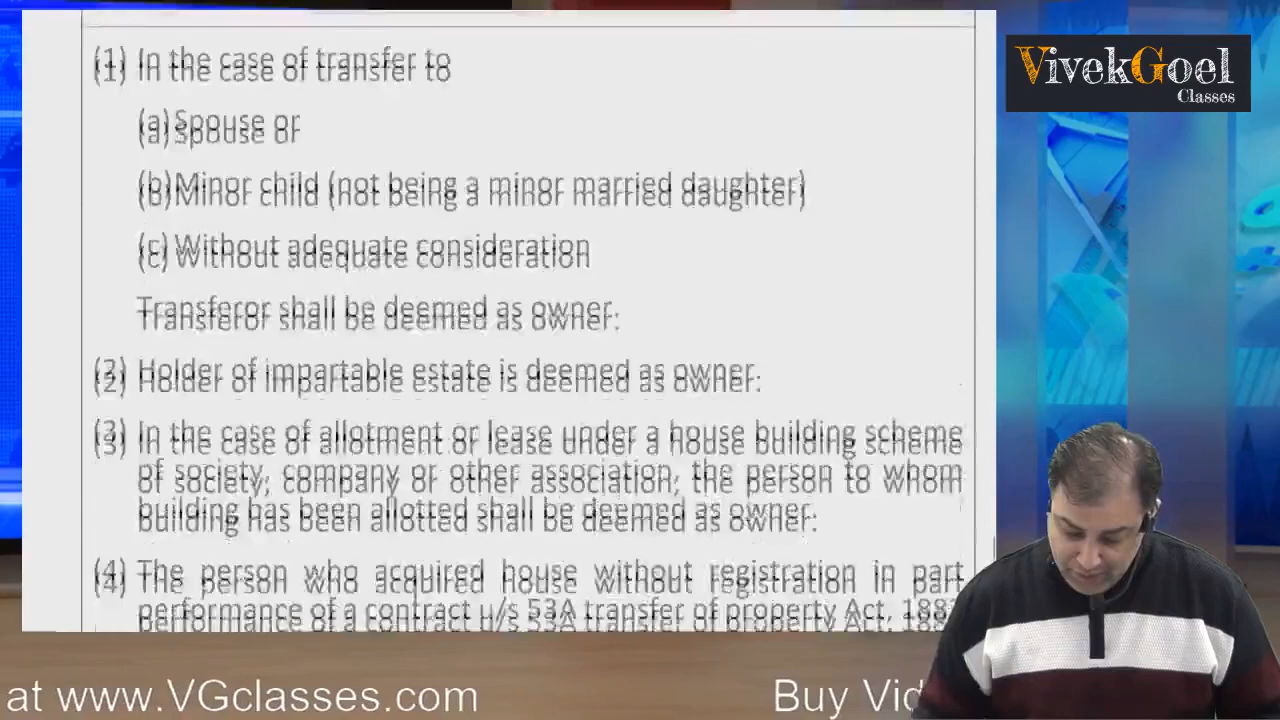 VivekGoel
Classes
(1) In the case of transfer to
(a) Spouse or
(b) Minor child (not being a minor married daughter)
(c) Without adequate consideration
Transferor shall be deemed as owner.
(2) Holder of impartable estate is deemed as owner.
(3) In the case of allotment or lease under a house building scheme
of society, company or other association, the person to whom
building has been allotted shall be deemed as owner.
(4) The person who acquired house without registration in part
performance of a contract u/s 53A transfer of property Act,
at www.VGclasses.com
Buy